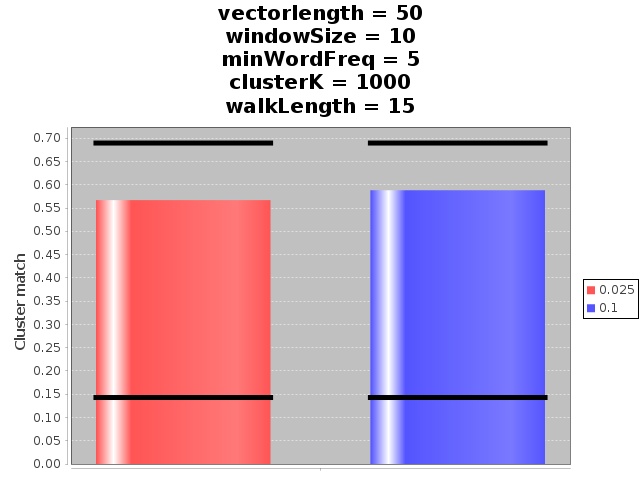 vectorlength = 50
windowSize = 10
minWordFreq = 5
clusterK = 1000
walkLength = 15
0.70
0.65
0.60
0.55
0.50
0.45
0.40
0.35
0.30
0.25
0.20
0.15
0.10
0.05
0.00
Cluster match
0.025
0.1